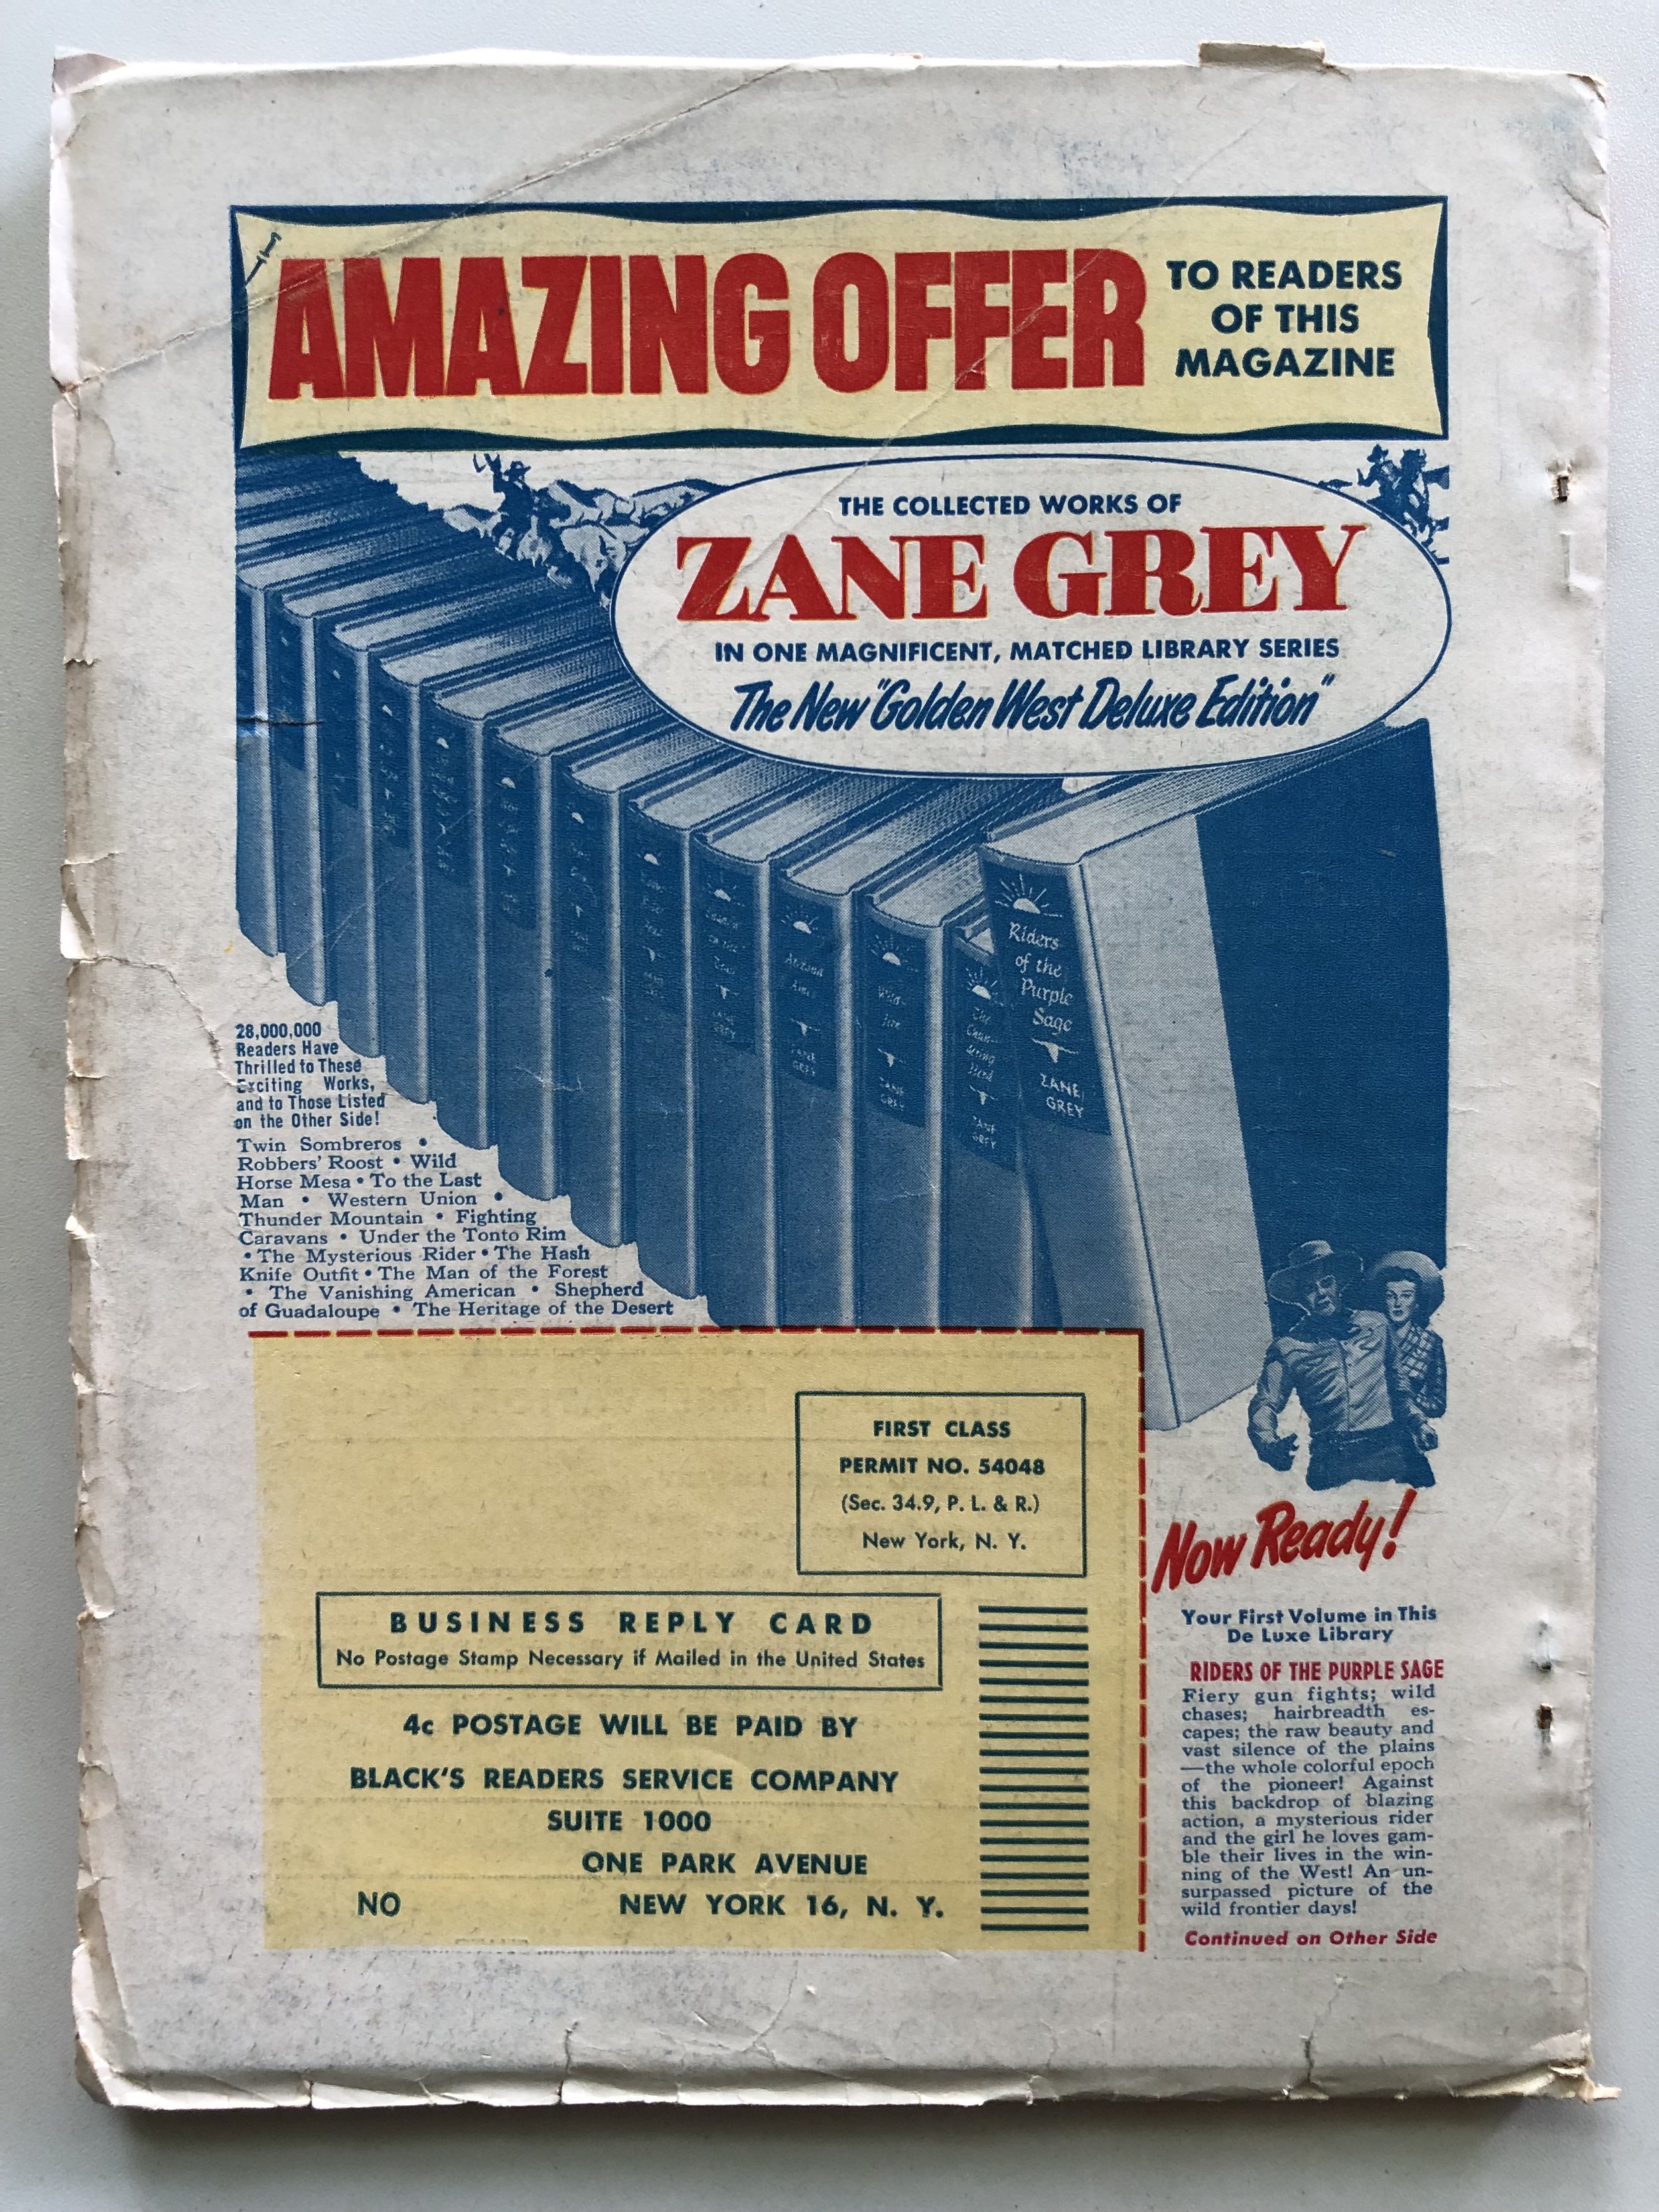 AMAZING OFFER
TO READERS
OF THIS
MAGAZINE
THE COLLECTED WORKS OF
ZANE GREY
IN ONE MAGNIFICENT, MATCHED LIBRARY SERIES
The New "Golden West Deluxe Edition"
Riders
of the
Purple
Sage
ZANE
GREY
Arizona
ZANE
GREY
ZANE
GREY
ZANE
GREY
28,000,000
Readers Have
Thrilled to These
Exciting Works,
and to Those Listed
on the Other Side!
Twin Sombreros •
Robbers' Roost • Wild
Horse Mesa • To the Last
Man • Western Union •
Thunder Mountain • Fighting
Caravans • Under the Tonto Rim
• The Mysterious Rider • The Hash
Knife Outfit • The Man of the Forest
• The Vanishing American • Shepherd
of Guadaloupe • The Heritage of the Desert
FIRST CLASS
PERMIT NO. 54048
(Sec. 34.9, P. L. & R.)
New York, N. Y.
BUSINESS REPLY CARD
No Postage Stamp Necessary if Mailed in the United States
4c POSTAGE WILL BE PAID BY
BLACK'S READERS SERVICE COMPANY
SUITE 1000
ONE PARK AVENUE
NO NEW YORK 16, N. Y.
Now Ready!
Your First Volume in This
De Luxe Library
RIDERS OF THE PURPLE SAGE
Fiery gun fights; wild
chases; hairbreadth es-
capes; the raw beauty and
vast silence of the plains
—the whole colorful epoch
of the pioneer! Against
this backdrop of blazing
action, a mysterious rider
and the girl he loves gam-
ble their lives in the win-
ning of the West! An un-
surpassed picture of the
wild frontier days!
Continued on Other Side